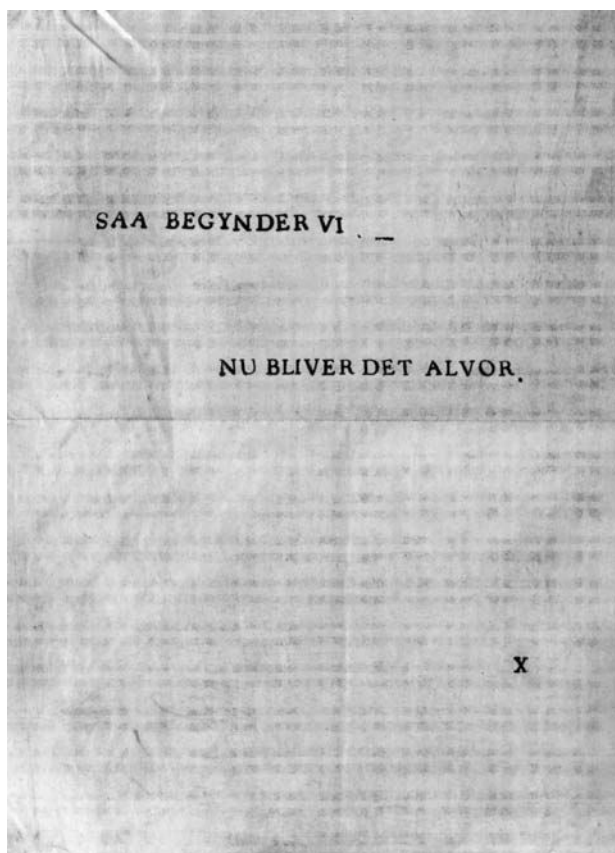 SAA BEGYNDER VI . _
NU BLIVER DET ALVOR.
X